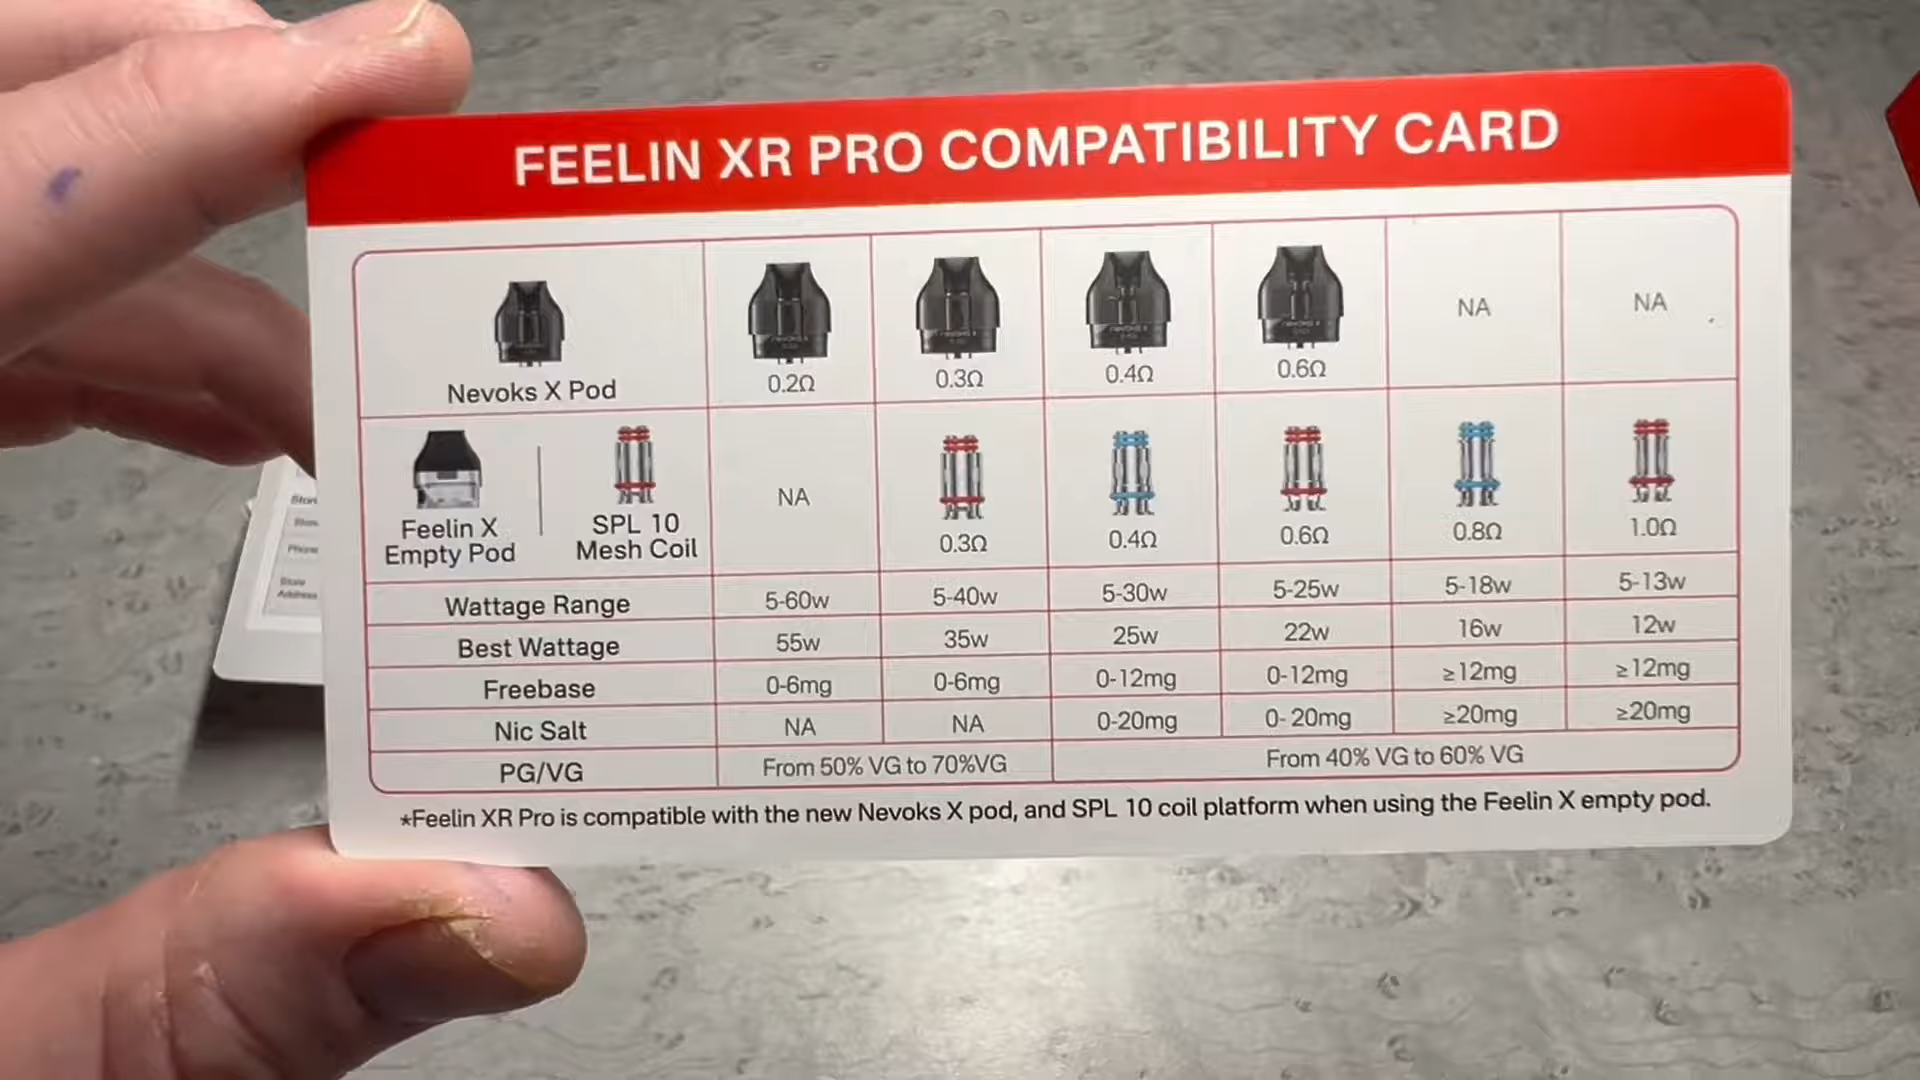 FEELIN XR PRO COMPATIBILITY CARD
Nevoks X Pod
0.2Ω 0.3Ω 0.4Ω 0.6Ω NA NA
Feelin X
Empty Pod
SPL 10
Mesh Coil
NA 0.3Ω 0.4Ω 0.6Ω 0.8Ω 1.0Ω
Wattage Range 5-60w 5-40w 5-30w 5-25w 5-18w 5-13w
Best Wattage 55w 35w 25w 22w 16w 12w
Freebase 0-6mg 0-6mg 0-12mg 0-12mg ≥12mg ≥12mg
Nic Salt NA NA 0-20mg 0-20mg ≥20mg ≥20mg
PG/VG From 50% VG to 70%VG From 40% VG to 60% VG
*Feelin XR Pro is compatible with the new Nevoks X pod, and SPL 10 coil platform when using the Feelin X empty pod.
Phone
Store
Address